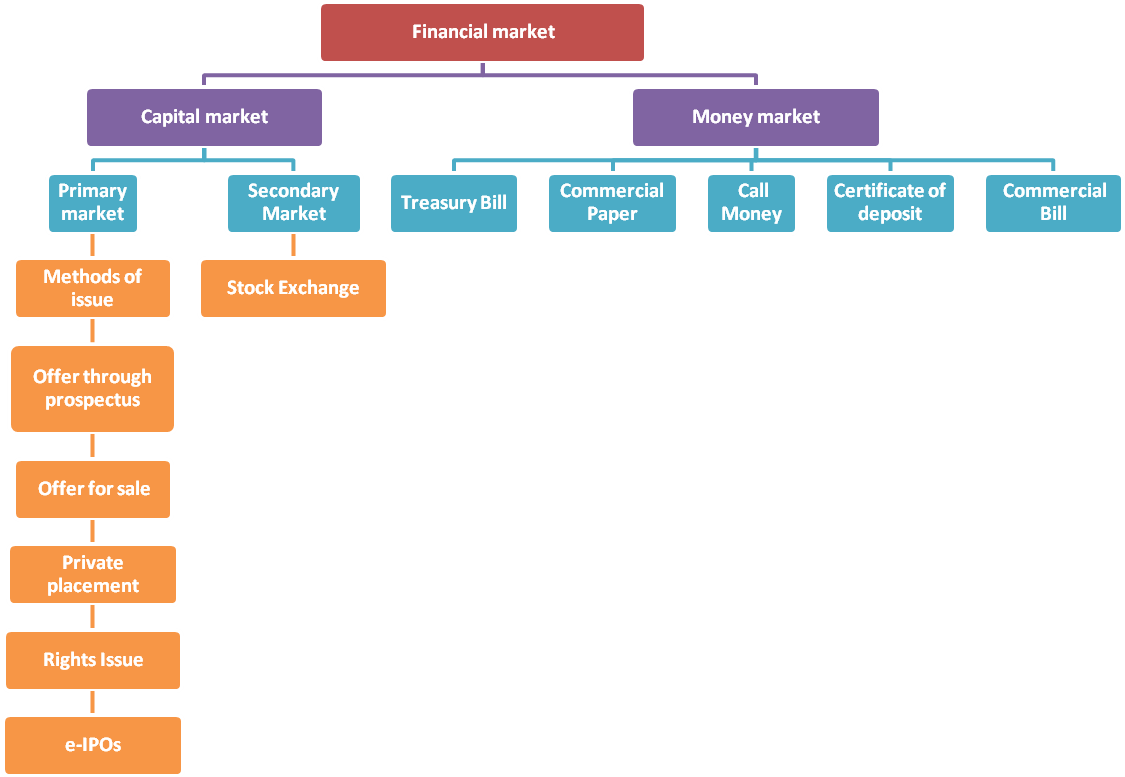 Financial market
Capital market
Money market
Primary
market
Secondary
Market
Treasury Bill
Commercial
Paper
Call
Money
Certificate of
deposit
Commercial
Bill
Methods of
issue
Stock Exchange
Offer through
prospectus
Offer for sale
Private
placement
Rights Issue
e-IPOs